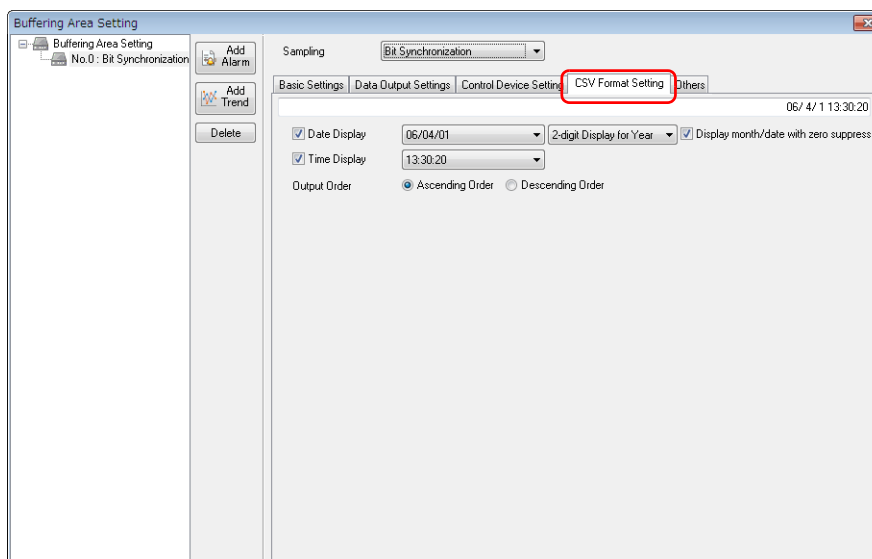 Buffering Area Setting
Buffering Area Setting
No.0 : Bit Synchronization
Add
Alarm
Add
Trend
Delete
Sampling
Bit Synchronization
Basic Settings
Data Output Settings
Control Device Setting
CSV Format Setting
Others
06/ 4/ 1 13:30:20
Date Display
06/04/01
2-digit Display for Year
Display month/date with zero suppress
Time Display
13:30:20
Output Order
Ascending Order
Descending Order